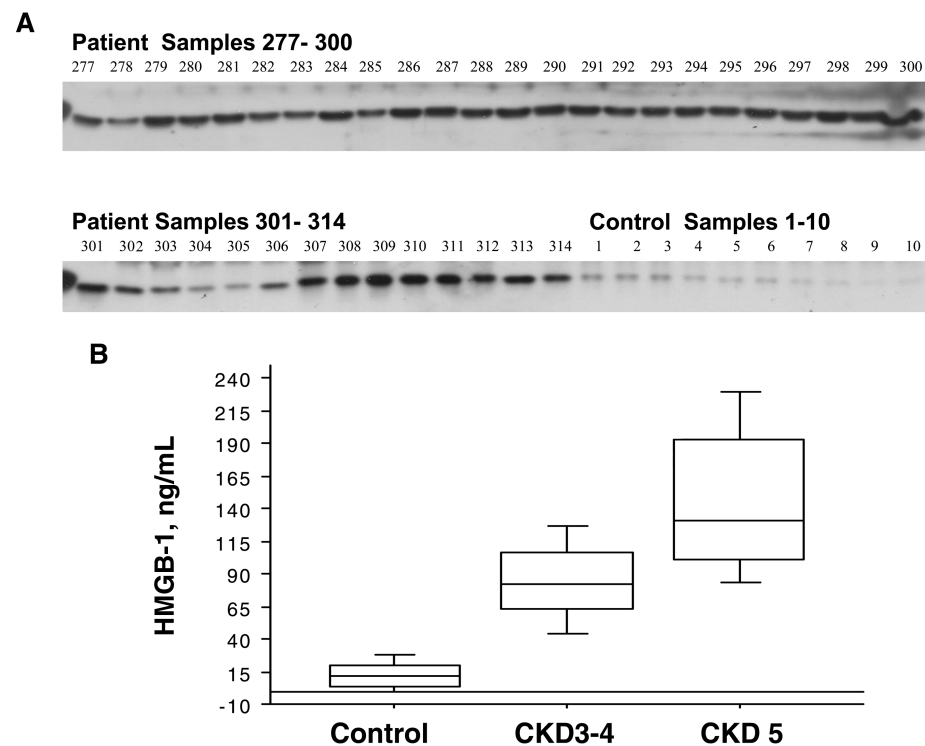 A
Patient Samples 277- 300
277 278 279 280 281 282 283 284 285 286 287 288 289 290 291 292 293 294 295 296 297 298 299 300
Patient Samples 301- 314 Control Samples 1-10
301 302 303 304 305 306 307 308 309 310 311 312 313 314 1 2 3 4 5 6 7 8 9 10
B
HMGB-1, ng/mL
240
215
190
165
140
115
90
65
40
15
-10
Control CKD3-4 CKD 5